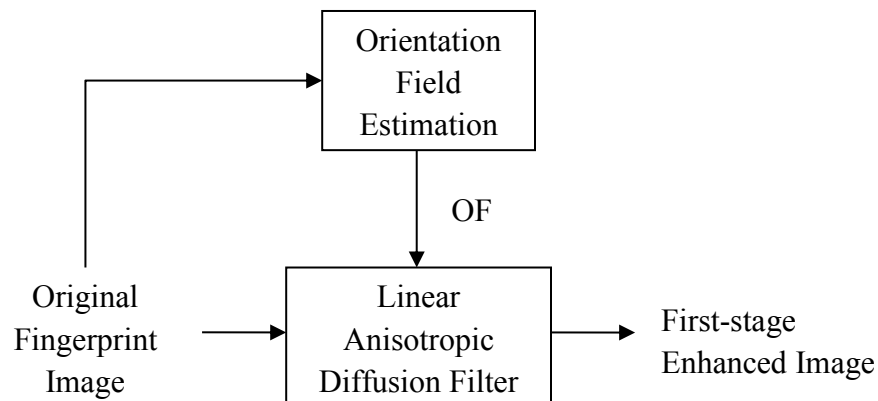 Orientation
Field
Estimation
OF
Original
Fingerprint
Image
Linear
Anisotropic
Diffusion Filter
First-stage
Enhanced Image